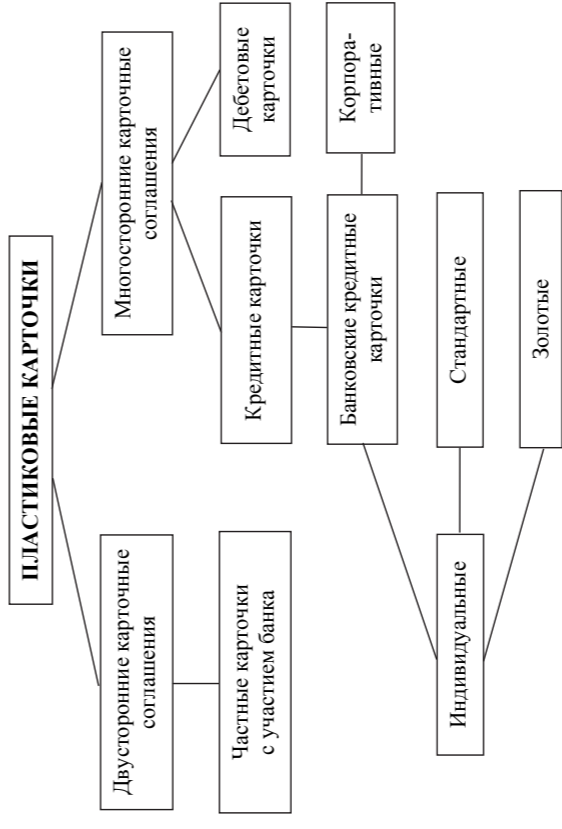 ПЛАСТИКОВЫЕ КАРТОЧКИ
Двусторонние карточные
соглашения
Многосторонние карточные
соглашения
Частные карточки
с участием банка
Кредитные карточки
Дебетовые
карточки
Банковские кредитные
карточки
Корпора-
тивные
Индивидуальные
Стандартные
Золотые